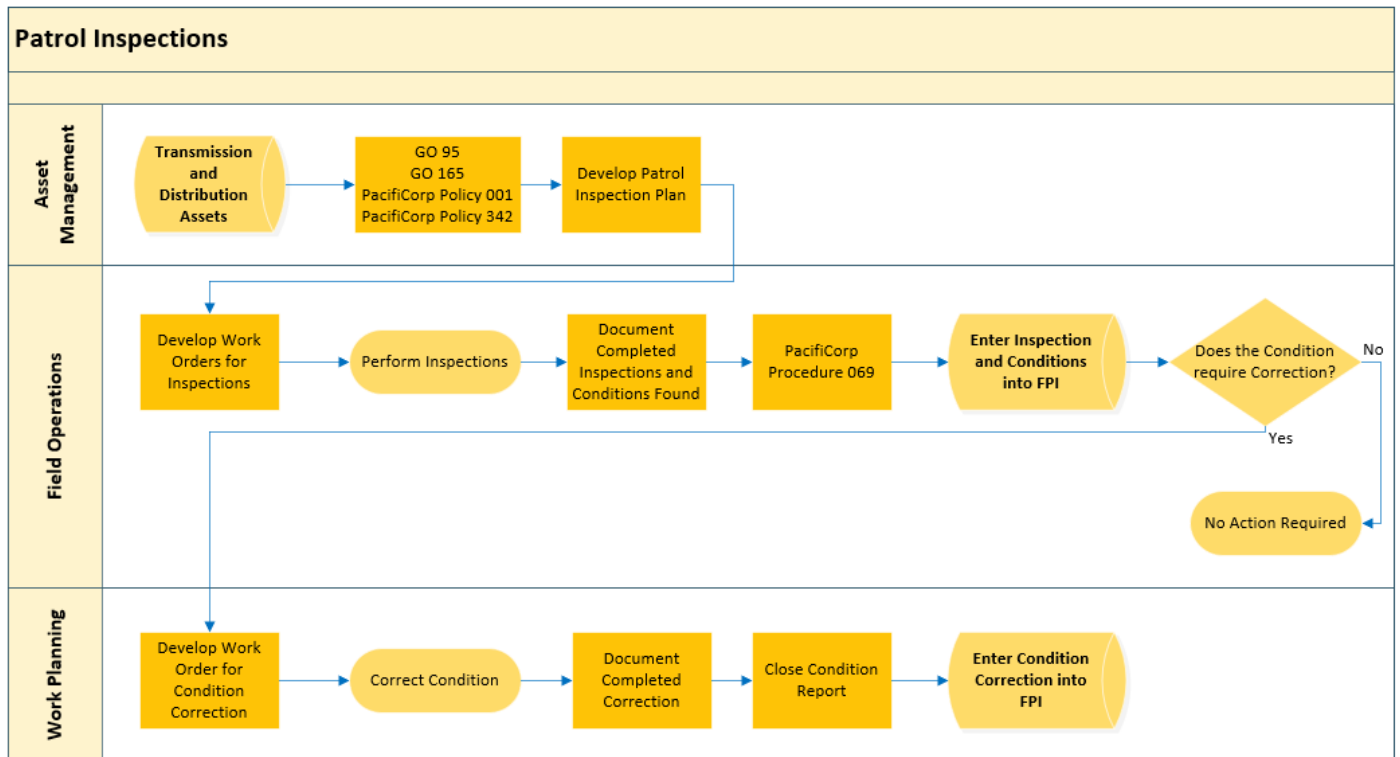 Patrol Inspections
Asset
Management
Transmission
and
Distribution
Assets
GO 95
GO 165
PacifiCorp Policy 001
PacifiCorp Policy 342
Develop Patrol
Inspection Plan
Field Operations
Develop Work
Orders for
Inspections
Perform Inspections
Document
Completed
Inspections and
Conditions Found
PacifiCorp
Procedure 069
Enter Inspection
and Conditions
into FPI
Does the Condition
require Correction?
No
Yes
No Action Required
Work Planning
Develop Work
Order for
Condition
Correction
Correct Condition
Document
Completed
Correction
Close Condition
Report
Enter Condition
Correction into
FPI